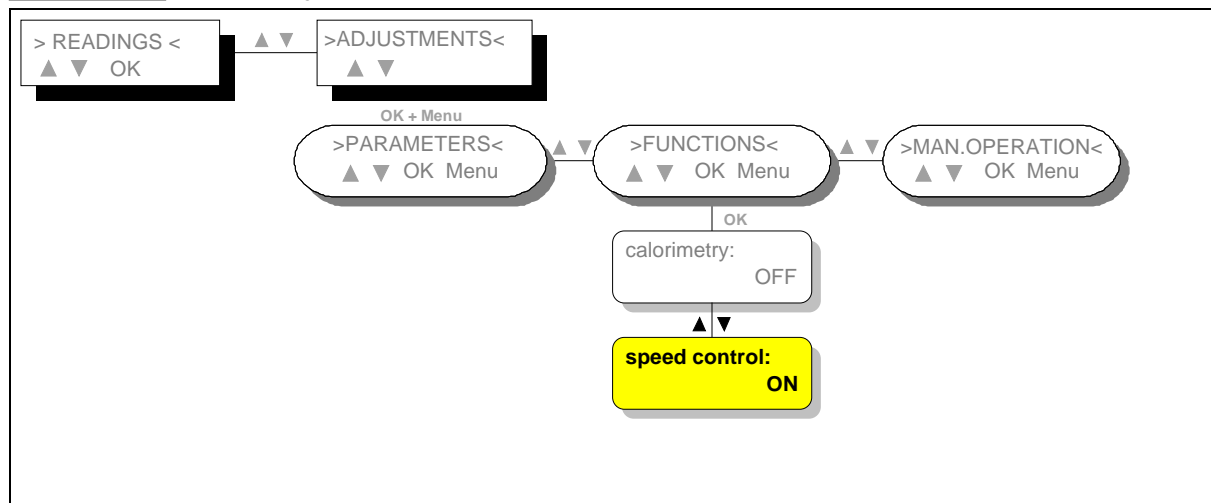 > READINGS <
▲ ▼ OK
▲ ▼
>ADJUSTMENTS<
▲ ▼
OK + Menu
>PARAMETERS<
▲ ▼ OK Menu
▲ ▼
>FUNCTIONS<
▲ ▼ OK Menu
▲ ▼
>MAN.OPERATION<
▲ ▼ OK Menu
OK
calorimetry:
OFF
▲ ▼
speed control:
ON